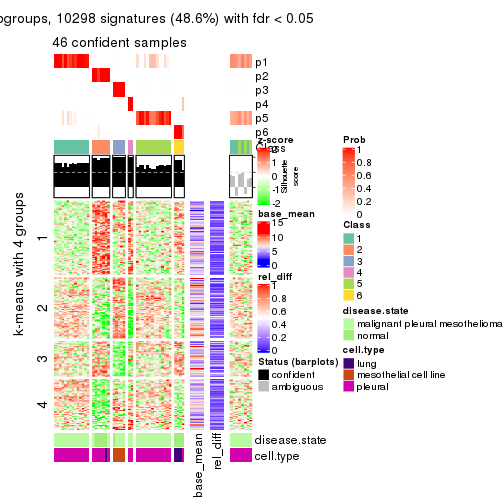 ogroups, 10298 signatures (48.6%) with fdr < 0.05
46 confident samples
p1
p2
p3
p4
p5
p6
z-score
2
0
-1
-2
Class
Silhouette score
1
2
3
4
k-means with 4 groups
base_mean
15
10
5
0
rel_diff
1
0.8
0.6
0.4
0.2
0
Status (barplots)
confident
ambiguous
Prob
1
0.8
0.6
0.4
0.2
0
Class
1
2
3
4
5
6
disease.state
malignant pleural mesothelioma
normal
cell.type
lung
mesothelial cell line
pleural
disease.state
cell.type
base_mean
rel_diff